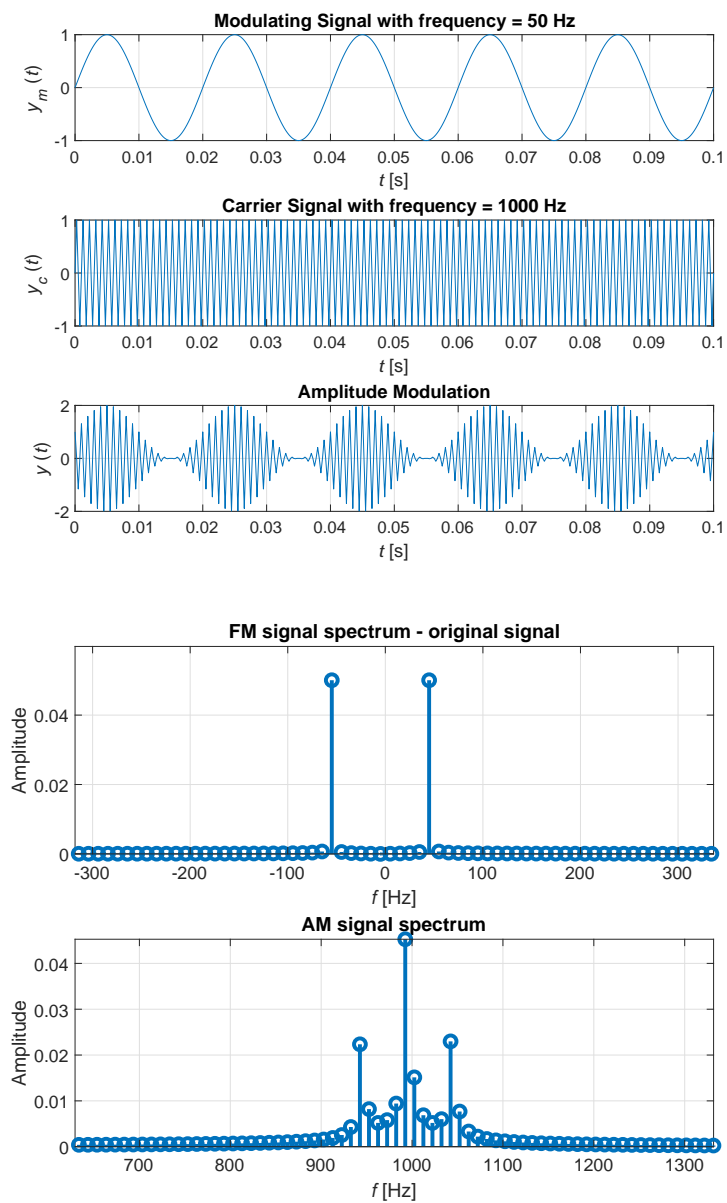 Modulating Signal with frequency = 50 Hz
1
0
-1
y_m (t)
0 0.01 0.02 0.03 0.04 0.05 0.06 0.07 0.08 0.09 0.1
t [s]
Carrier Signal with frequency = 1000 Hz
1
0
-1
y_c (t)
0 0.01 0.02 0.03 0.04 0.05 0.06 0.07 0.08 0.09 0.1
t [s]
Amplitude Modulation
2
0
-2
y (t)
0 0.01 0.02 0.03 0.04 0.05 0.06 0.07 0.08 0.09 0.1
t [s]
FM signal spectrum - original signal
0.04
0.02
0
Amplitude
-300 -200 -100 0 100 200 300
f [Hz]
AM signal spectrum
0.04
0.03
0.02
0.01
0
Amplitude
700 800 900 1000 1100 1200 1300
f [Hz]